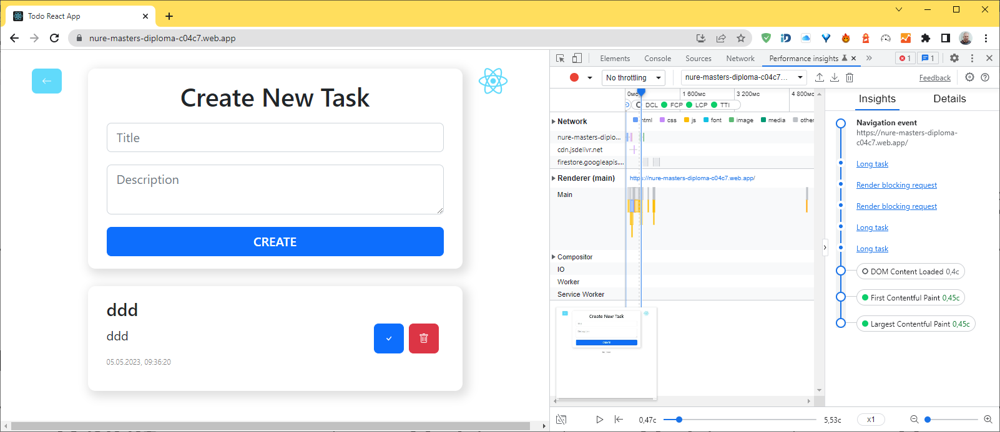 Todo React App
nure-masters-diploma-c04c7.web.app
Create New Task
Title
Description
CREATE
ddd
ddd
05.05.2023, 09:36:20
Elements Console Sources Network Performance insights 1 1
No throttling nure-masters-diploma-c04c7... Feedback
0мс 1 600мс 3 200мс 4 800мс
DCL FCP LCP TTI
Network html css js font image media other
nure-masters-diplo...
cdn.jsdelivr.net
firestore.googleapis....
Renderer (main) https://nure-masters-diploma-c04c7.web.app/
Main
Compositor
IO
Worker
Service Worker
Create New Task
CREATE
0,47с 5,53с x1
Insights Details
Navigation event
https://nure-masters-diploma-
c04c7.web.app/
Long task
Render blocking request
Render blocking request
Long task
Long task
DOM Content Loaded 0,4с
First Contentful Paint 0,45с
Largest Contentful Paint 0,45с